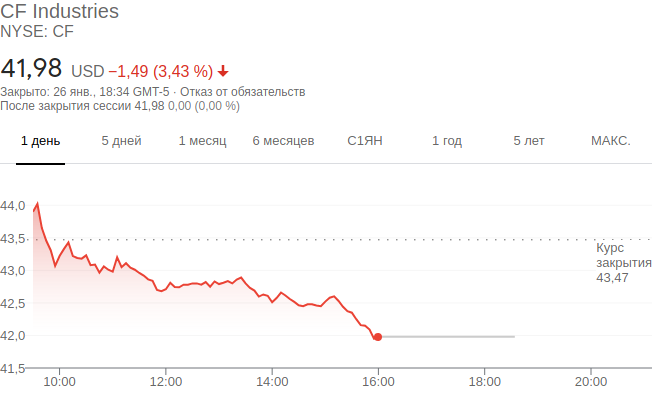 CF Industries
NYSE: CF
41,98 USD −1,49 (3,43 %)
Закрыто: 26 янв., 18:34 GMT-5 · Отказ от обязательств
После закрытия сессии 41,98 0,00 (0,00 %)
1 день 5 дней 1 месяц 6 месяцев С1ЯН 1 год 5 лет МАКС.
44,0
43,5
Курс
закрытия
43,47
43,0
42,5
42,0
41,5
10:00 12:00 14:00 16:00 18:00 20:00